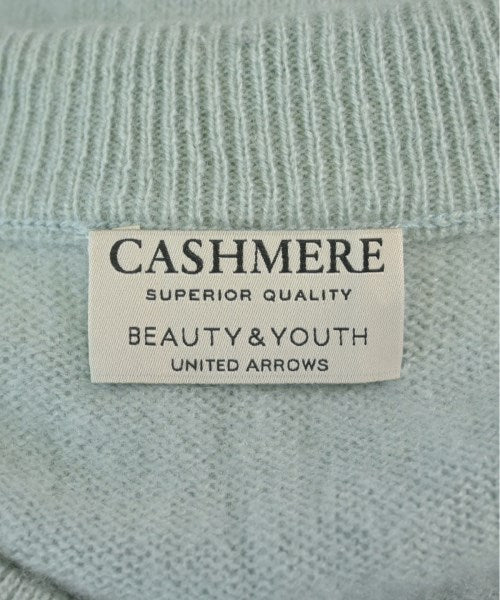 CASHMERE
SUPERIOR QUALITY
BEAUTY&YOUTH
UNITED ARROWS